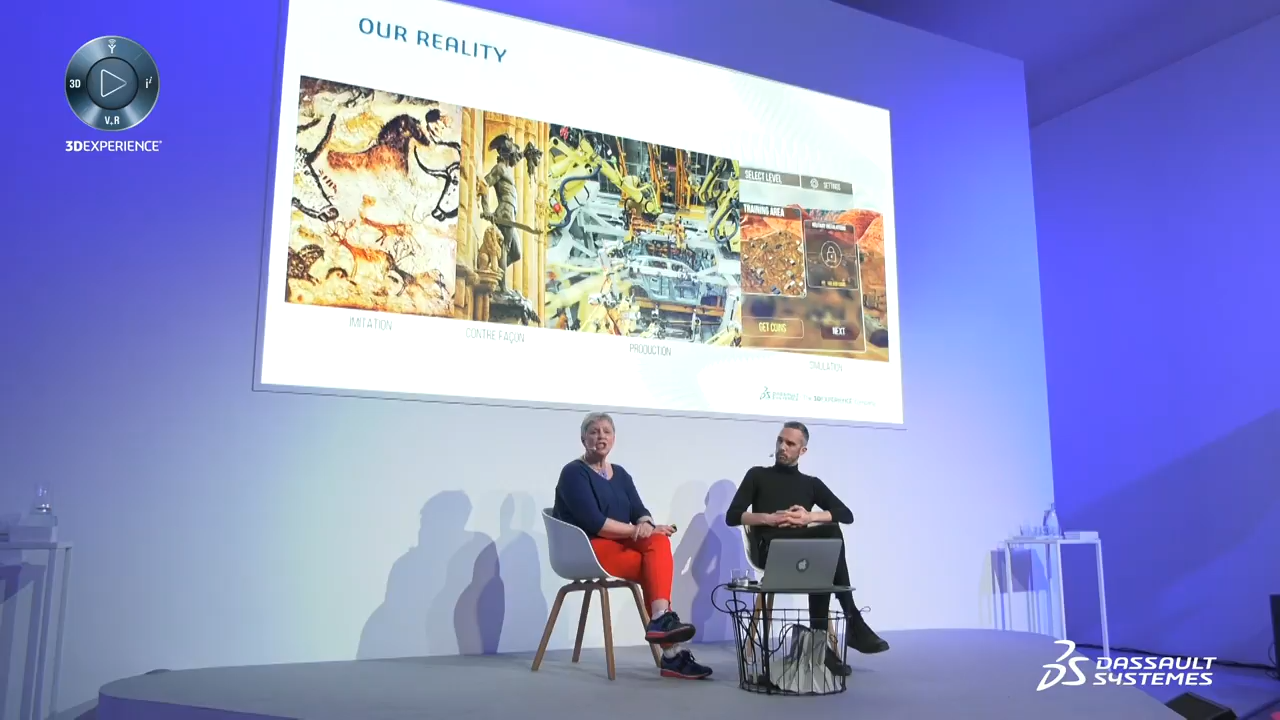 OUR REALITY
3D
V,R
3DEXPERIENCE
SELECT LEVEL
SETTINGS
TRAINING AREA
GET COINS
NEXT
IMITATION
CONTRE FAÇON
PRODUCTION
SIMULATION
DASSAULT
SYSTEMES